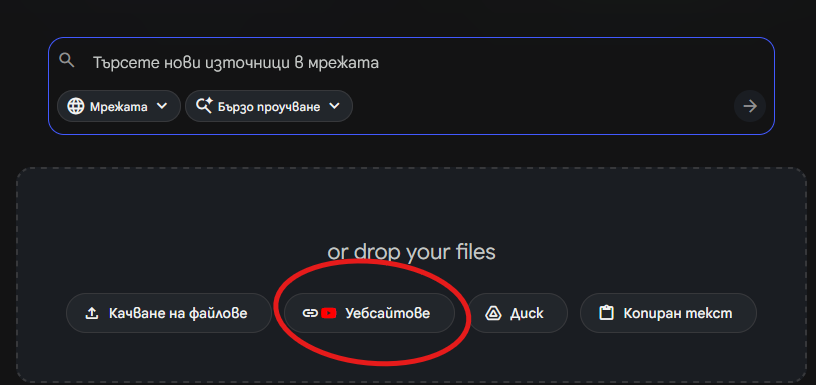 Търсете нови източници в мрежата
Мрежата Бързо проучване
or drop your files
Качване на файлове Уебсайтове Диск Копиран текст